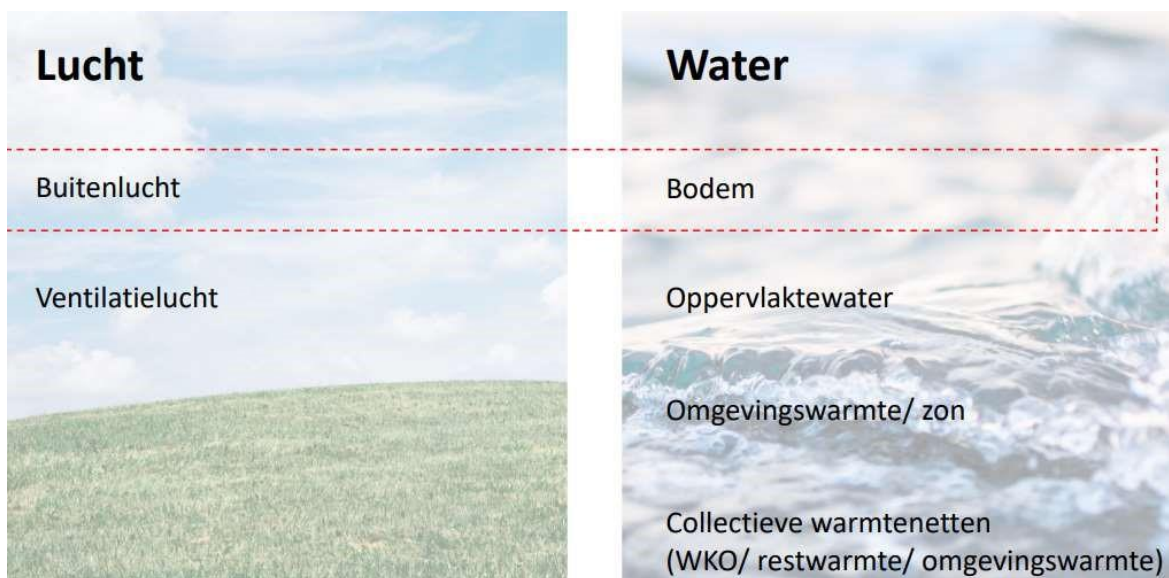 Lucht
Buitenlucht
Ventilatielucht
Water
Bodem
Oppervlaktewater
Omgevingswarmte/ zon
Collectieve warmtenetten
(WKO/ restwarmte/ omgevingswarmte)